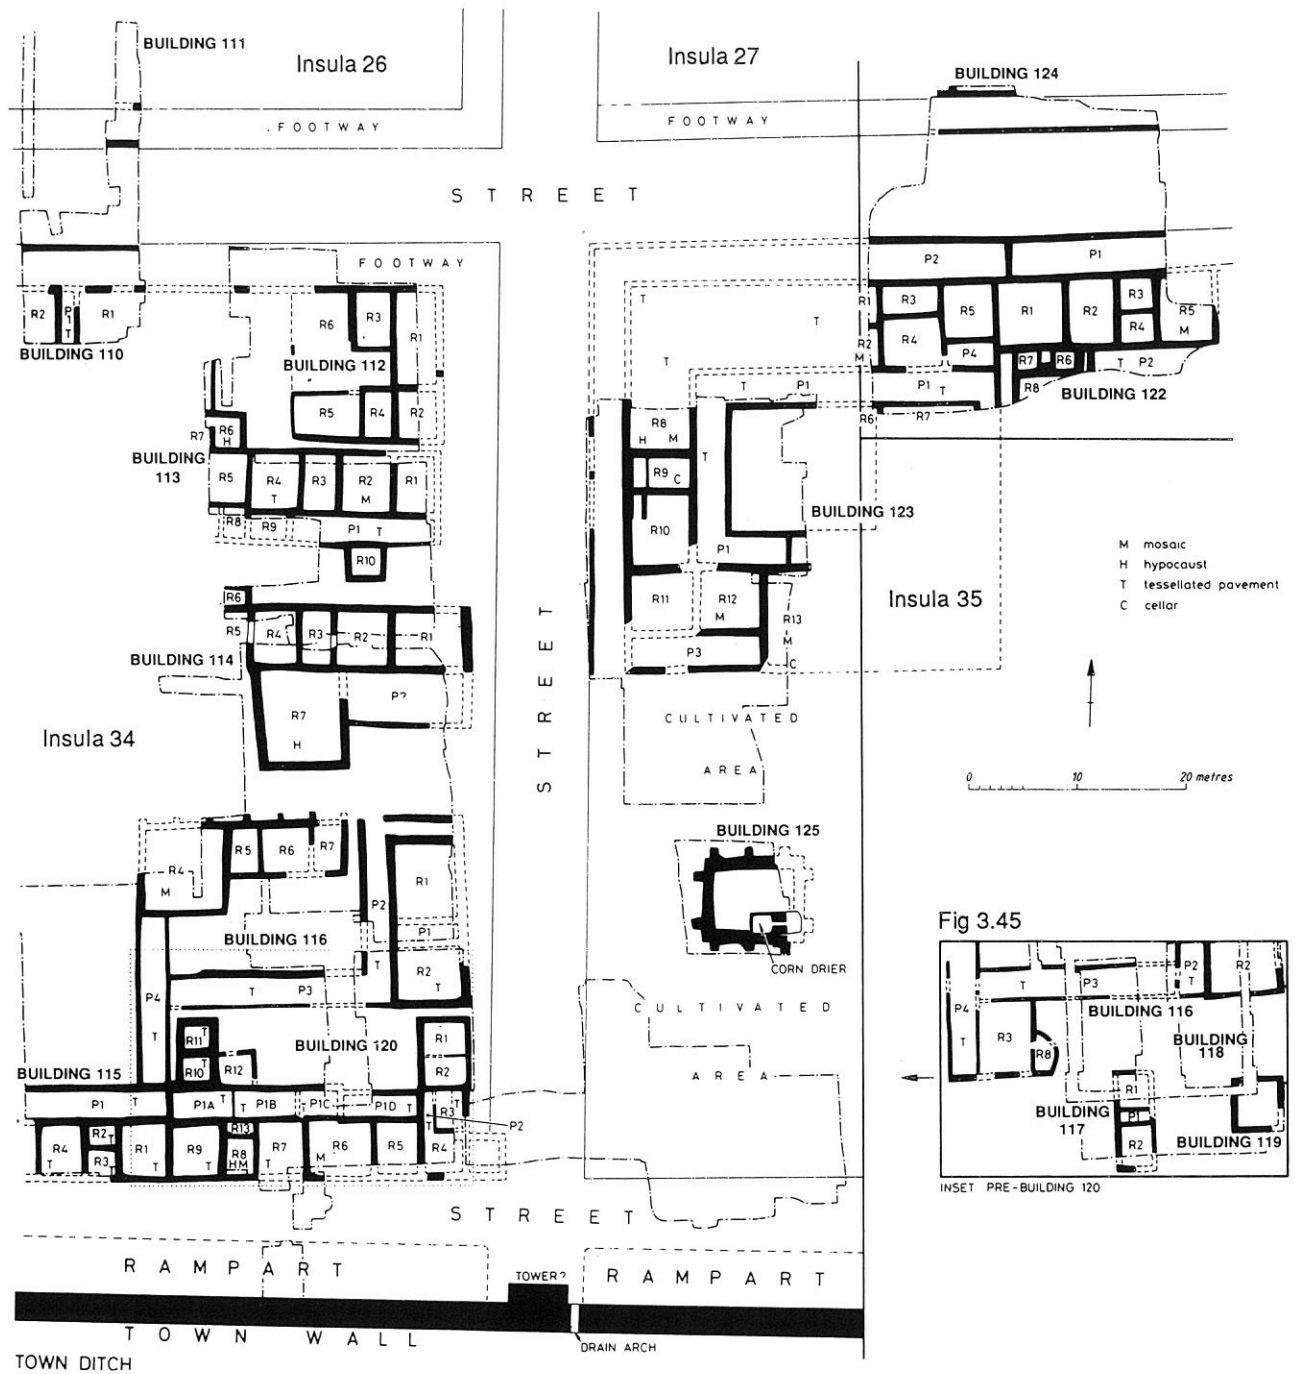 BUILDING 111
Insula 26
Insula 27
BUILDING 124
FOOTWAY
FOOTWAY
STREET
FOOTWAY
P2
P1
R2
P1
T
R1
BUILDING 110
R6
R3
R1
BUILDING 112
R5
R4
R2
T
T
T
R
R3
R4
R2
M
R5
P4
R1
R2
R3
R4
R5
M
R7
R6
R8
T
P2
BUILDING 122
T
P1
P1
T
R6
R7
R7
R6
H
BUILDING
113
R5
R4
T
R3
R2
M
R1
R8
R9
P1
T
R10
R8
H
M
T
R9
C
R10
P1
BUILDING 123
R11
R12
M
R13
M
C
P3
M mosaic
H hypocaust
T tessellated pavement
C cellar
Insula 35
R6
R5
R4
R3
R2
R1
BUILDING 114
R7
H
P?
STREET
Insula 34
CULTIVATED
AREA
0 10 20 metres
BUILDING 125
CORN DRIER
R4
M
R5
R6
R7
P2
R1
P1
BUILDING 116
T
R2
T
T
P3
P4
T
CULTIVATED
AREA
R11
T
R10
T
R12
BUILDING 120
R1
R2
BUILDING 115
P1
T
P1A
T
P1B
P1C
T
P1D
T
R3
T
T
P2
R4
T
R2
T
R3
T
R1
T
R9
T
R13
R8
HM
R7
T
R6
M
R5
R4
Fig 3.45
P4
T
T
P3
P2
T
R2
BUILDING 116
R3
R8
BUILDING
118
R1
BUILDING
117
P1
R2
BUILDING 119
INSET PRE-BUILDING 120
STREET
RAMPART
TOWER?
RAMPART
TOWN WALL
DRAIN ARCH
TOWN DITCH